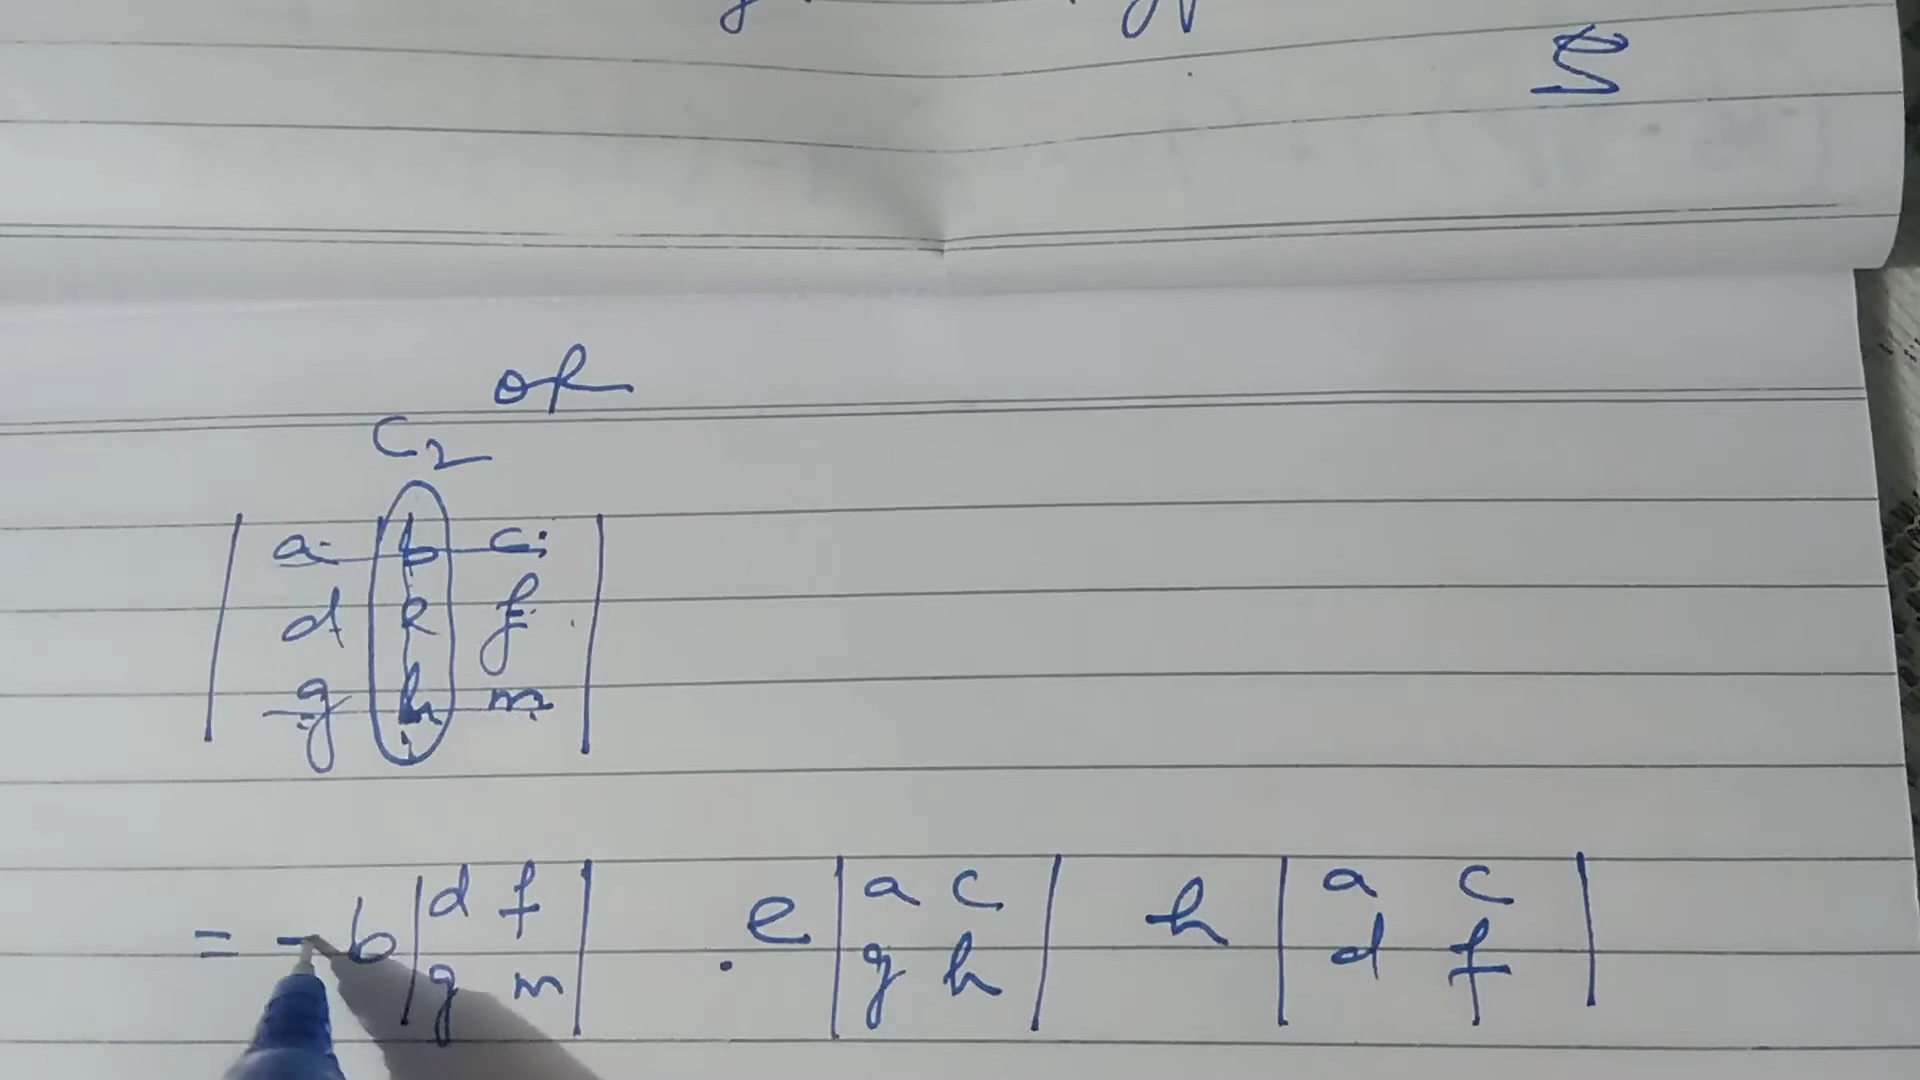 or
C₂
| a b c |
| d e f |
| g h m |
= - b | d f | . e | a c | h | a c |
| g m | | g h | | d f |